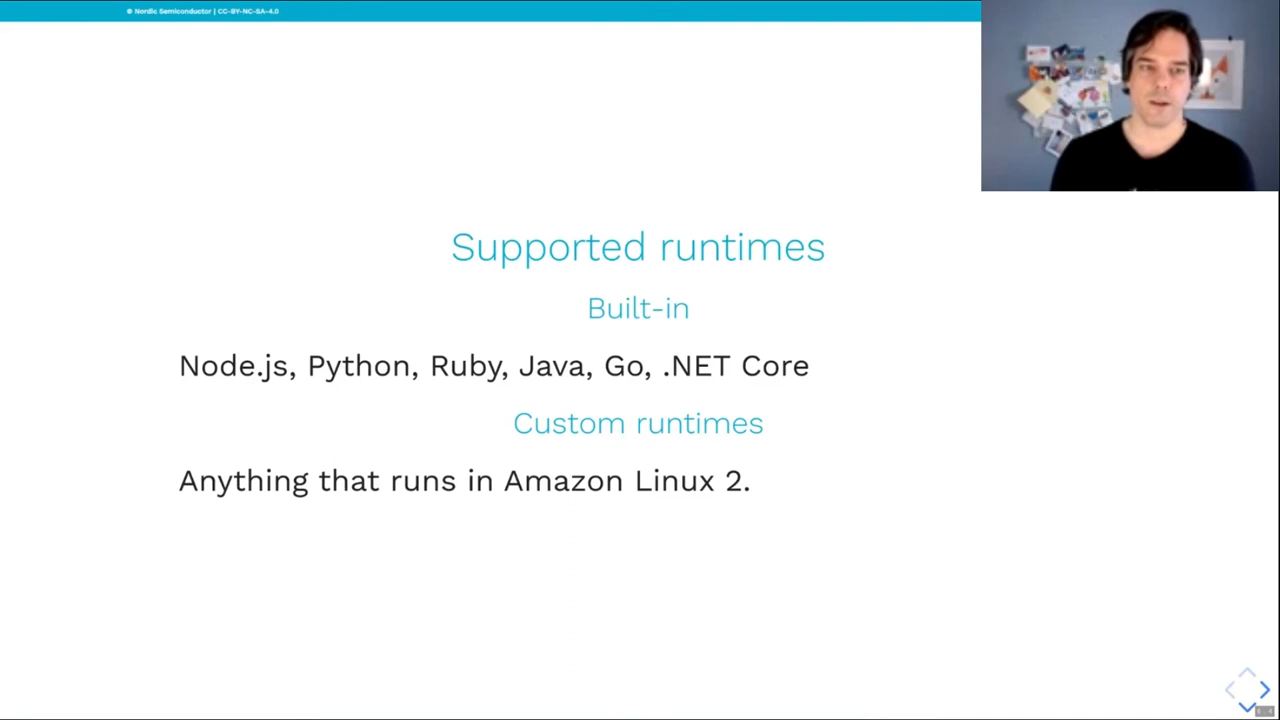 © Nordic Semiconductor | CC-BY-NC-SA-4.0
Supported runtimes
Built-in
Node.js, Python, Ruby, Java, Go, .NET Core
Custom runtimes
Anything that runs in Amazon Linux 2.